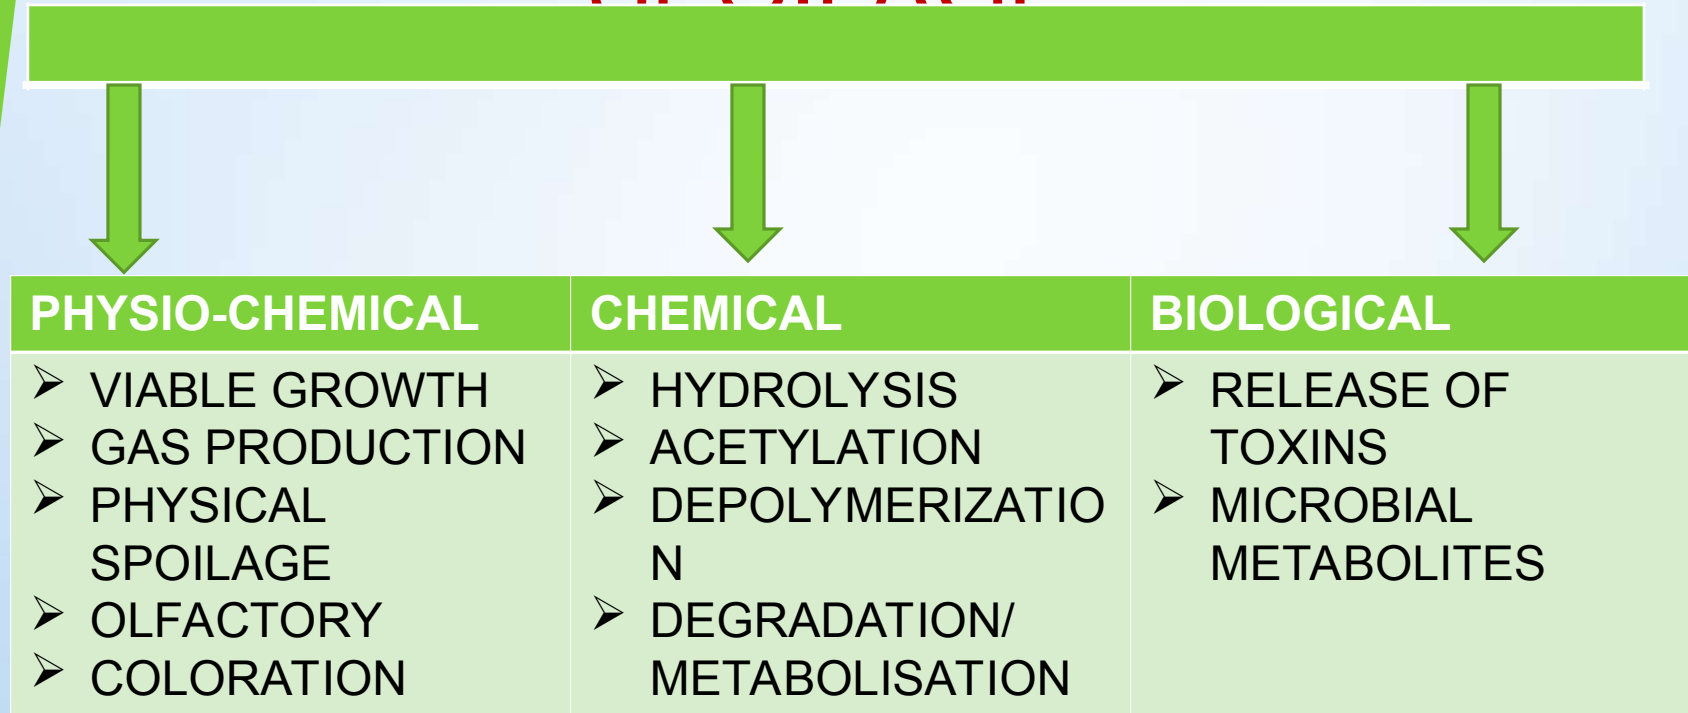 PHYSIO-CHEMICAL
➢ VIABLE GROWTH
➢ GAS PRODUCTION
➢ PHYSICAL
SPOILAGE
➢ OLFACTORY
➢ COLORATION
CHEMICAL
➢ HYDROLYSIS
➢ ACETYLATION
➢ DEPOLYMERIZATIO
N
➢ DEGRADATION/
METABOLISATION
BIOLOGICAL
➢ RELEASE OF
TOXINS
➢ MICROBIAL
METABOLITES